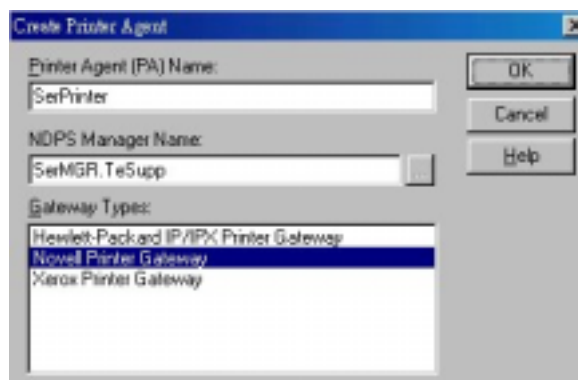 Create Printer Agent
Printer Agent (PA) Name:
SerPrinter
NDPS Manager Name:
SerMGR.TeSupp
...
Gateway Types:
Hewlett-Packard IP/IPX Printer Gateway
Novell Printer Gateway
Xerox Printer Gateway
OK
Cancel
Help